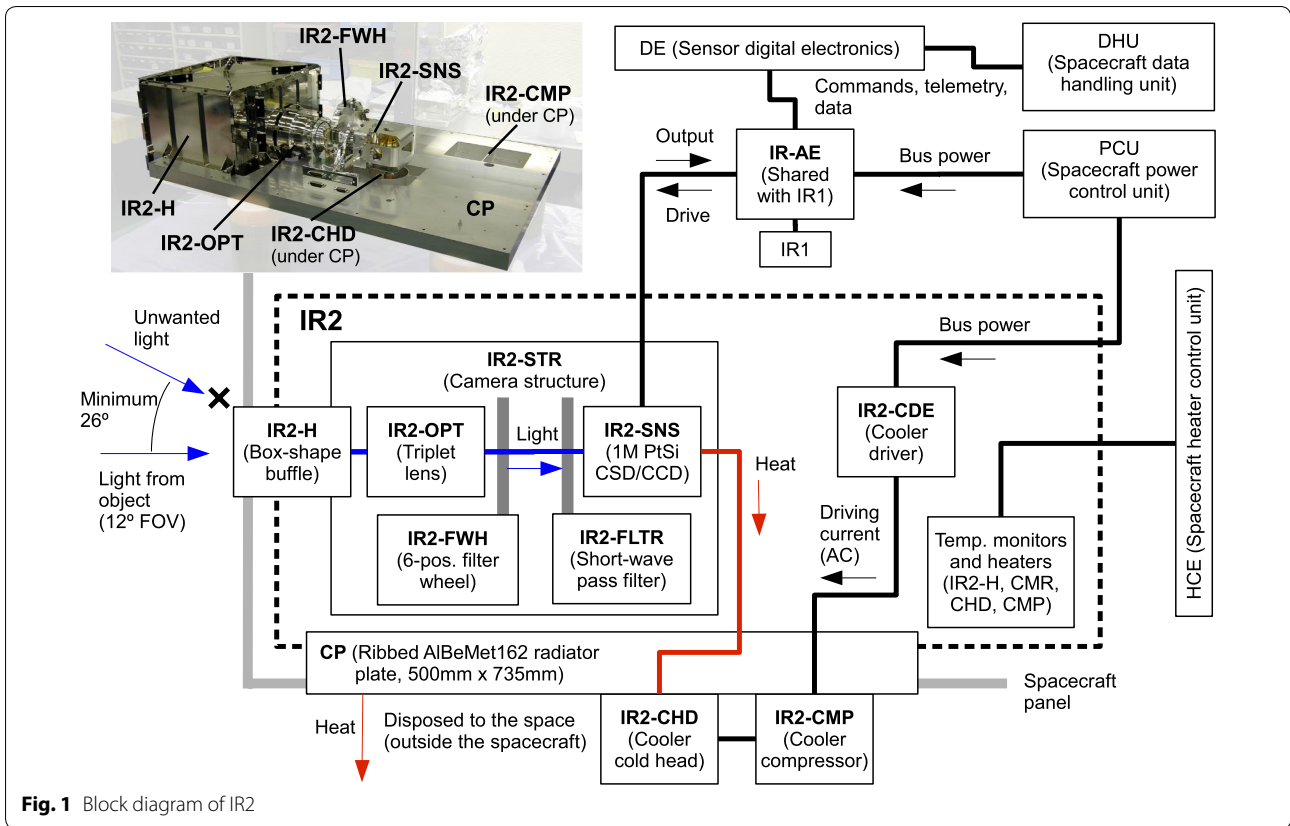 IR2-FWH
IR2-SNS
IR2-CMP
(under CP)
IR2-H
IR2-OPT
IR2-CHD
(under CP)
CP
DE (Sensor digital electronics)
DHU
(Spacecraft data
handling unit)
Commands, telemetry,
data
Output
Drive
IR-AE
(Shared
with IR1)
IR1
Bus power
PCU
(Spacecraft power
control unit)
HCE (Spacecraft heater control unit)
Unwanted
light
Minimum
26º
Light from
object
(12º FOV)
IR2
IR2-STR
(Camera structure)
IR2-H
(Box-shape
buffle)
IR2-OPT
(Triplet
lens)
Light
IR2-SNS
(1M PtSi
CSD/CCD)
IR2-FWH
(6-pos. filter
wheel)
IR2-FLTR
(Short-wave
pass filter)
Heat
Bus power
IR2-CDE
(Cooler
driver)
Driving
current
(AC)
Temp. monitors
and heaters
(IR2-H, CMR,
CHD, CMP)
CP (Ribbed AlBeMet162 radiator
plate, 500mm x 735mm)
Spacecraft
panel
Heat
Disposed to the space
(outside the spacecraft)
IR2-CHD
(Cooler
cold head)
IR2-CMP
(Cooler
compressor)
Fig. 1 Block diagram of IR2